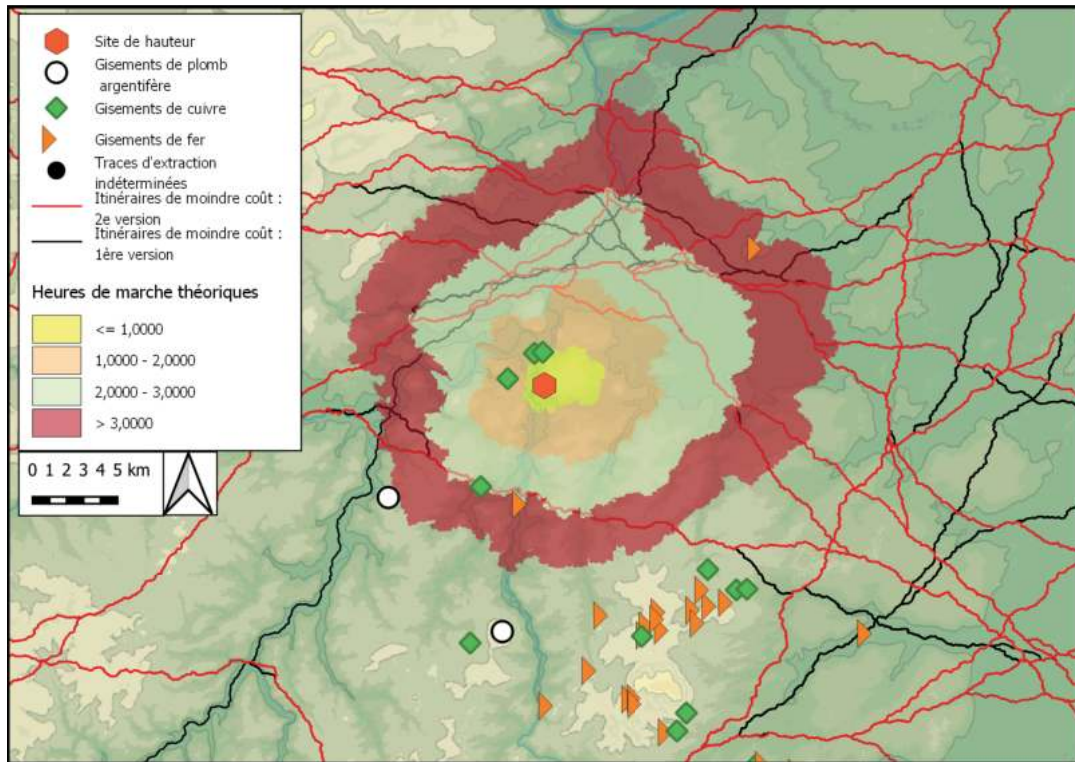 Site de hauteur
Gisements de plomb
argentifère
Gisements de cuivre
Gisements de fer
Traces d'extraction
indéterminées
Itinéraires de moindre coût :
2e version
Itinéraires de moindre coût :
1ère version
Heures de marche théoriques
<= 1,0000
1,0000 - 2,0000
2,0000 - 3,0000
> 3,0000
0 1 2 3 4 5 km